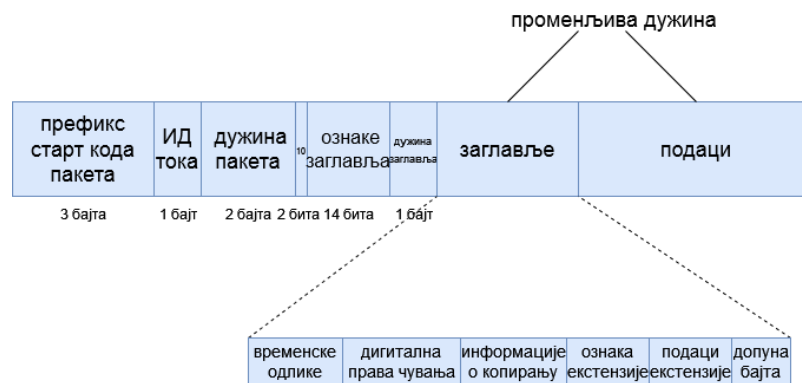 променљива дужина
префикс
старт кода
пакета
ИД
тока
дужина
пакета
10
ознаке
заглавља
дужина
заглавља
заглавље
подаци
3 бајта
1 бајт
2 бајта
2 бита
14 бита
1 бајт
временске
одлике
дигитална
права чувања
информације
о копирању
ознака
екстензије
подаци
екстензије
допуна
бајта